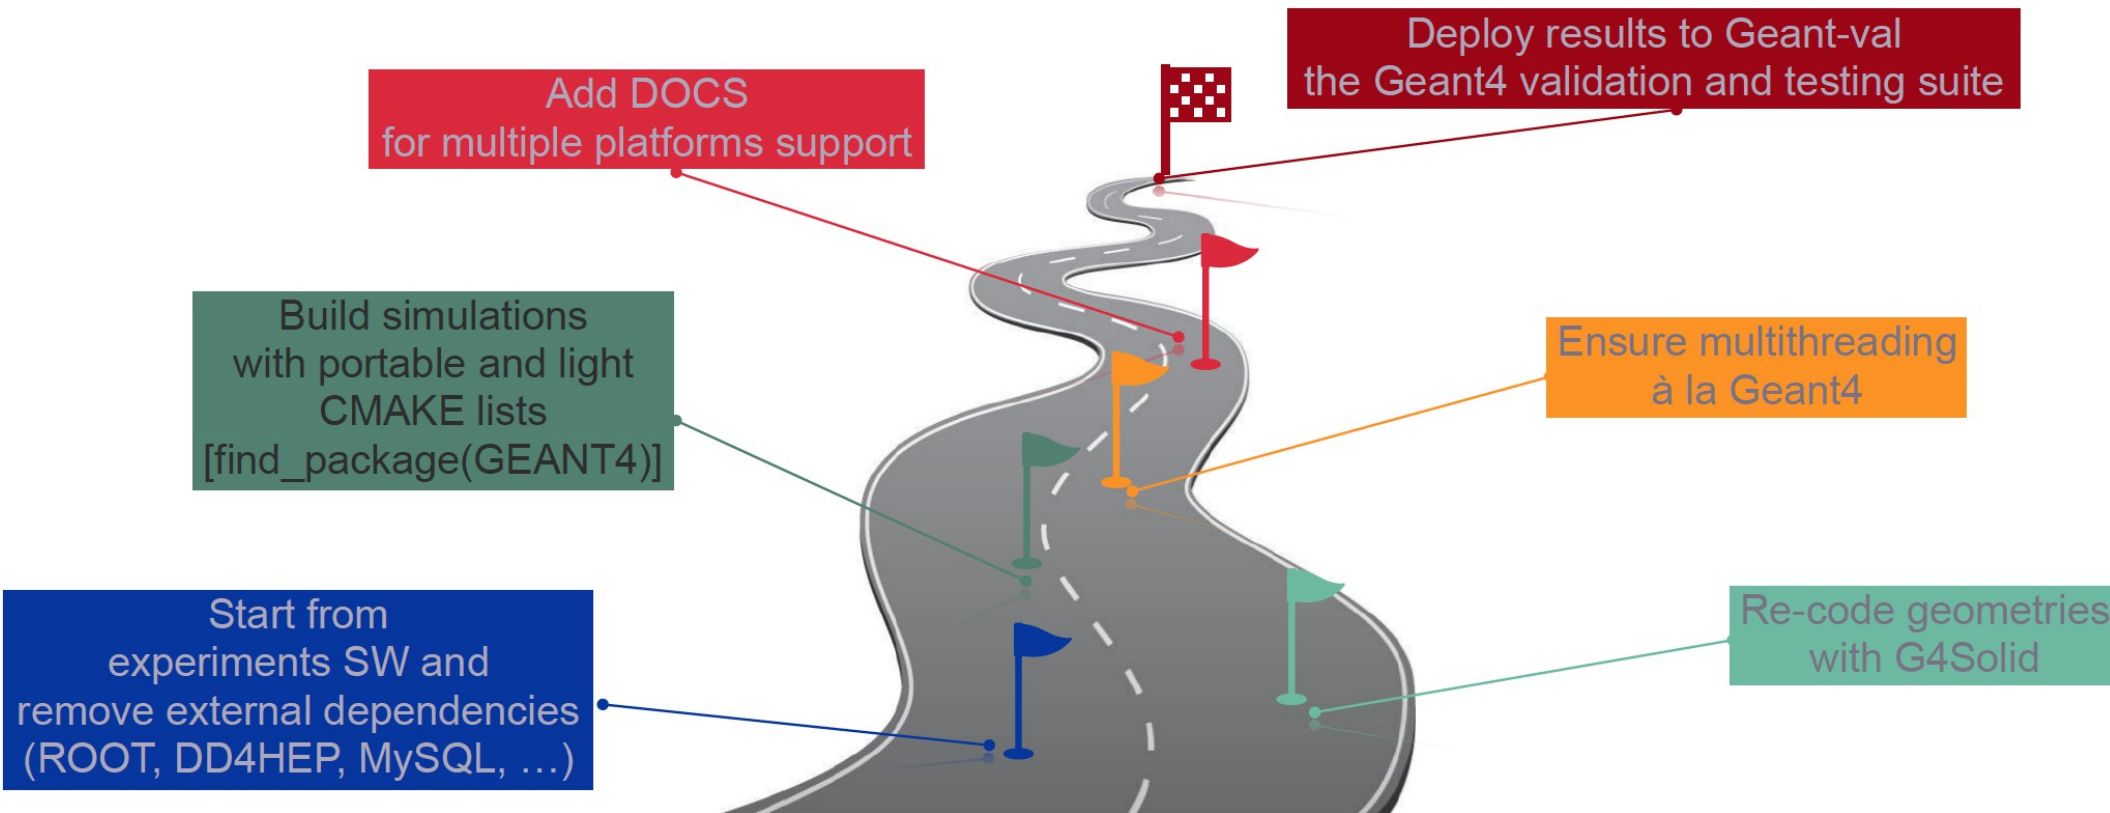 Deploy results to Geant-val
the Geant4 validation and testing suite
Add DOCS
for multiple platforms support
Build simulations
with portable and light
CMAKE lists
[find_package(GEANT4)]
Ensure multithreading
à la Geant4
Start from
experiments SW and
remove external dependencies
(ROOT, DD4HEP, MySQL, …)
Re-code geometries
with G4Solid